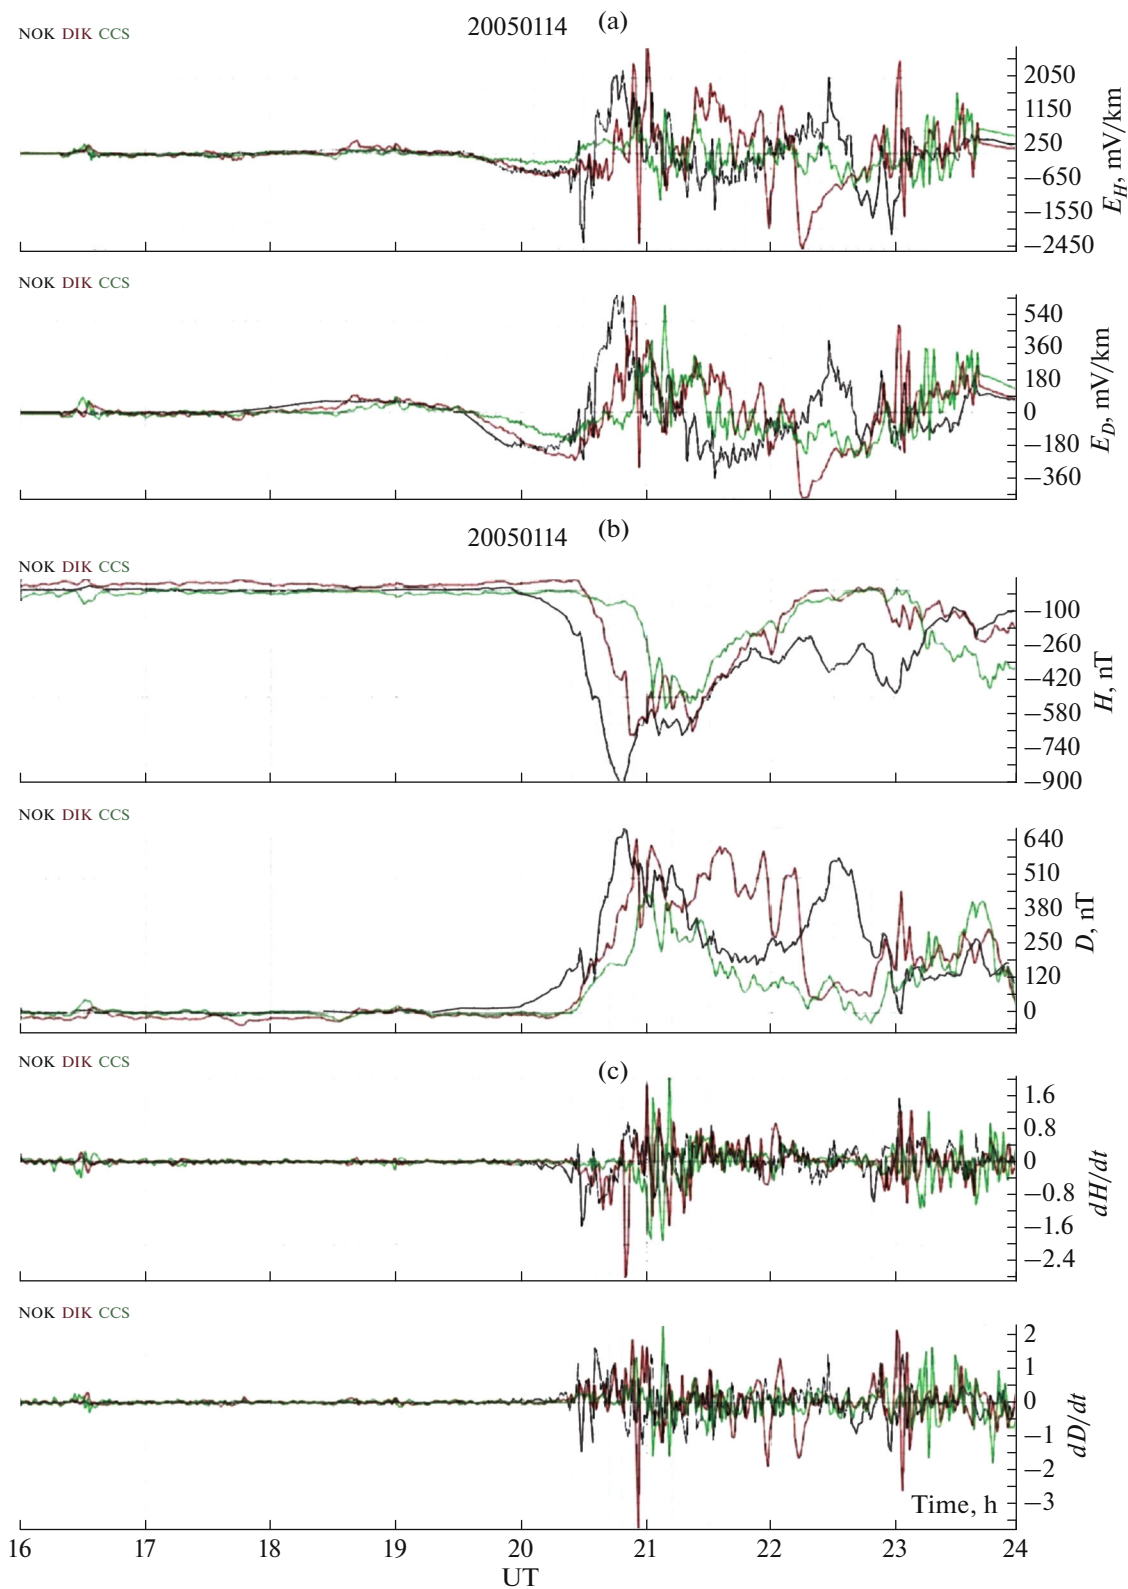 20050114 (a)
NOK DIK CCS
2050
1150
250
−650
−1550
−2450
E_H, mV/km
NOK DIK CCS
540
360
180
0
−180
−360
E_D, mV/km
20050114 (b)
NOK DIK CCS
−100
−260
−420
−580
−740
−900
H, nT
NOK DIK CCS
640
510
380
250
120
0
D, nT
NOK DIK CCS (c)
1.6
0.8
0
−0.8
−1.6
−2.4
dH/dt
NOK DIK CCS
2
1
0
−1
−2
−3
dD/dt
Time, h
16 17 18 19 20 21 22 23 24
UT